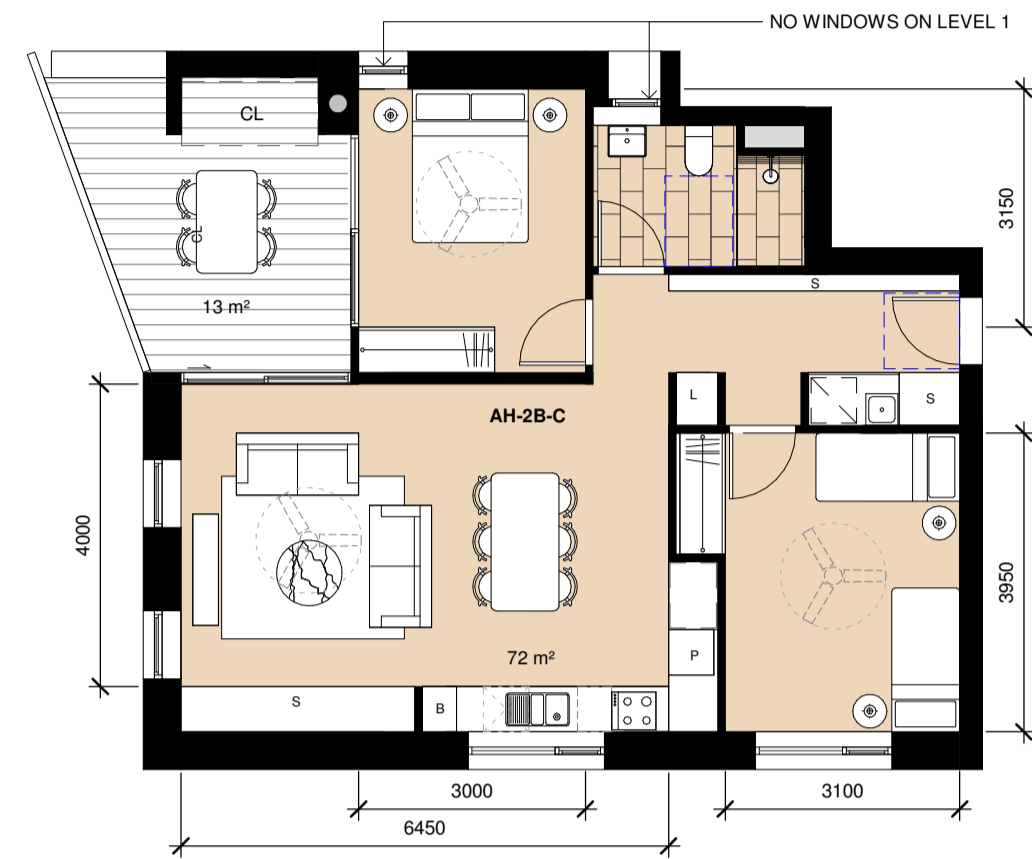 NO WINDOWS ON LEVEL 1
CL
3150
CL
13 m²
S
L
S
AH-2B-C
4000
3950
72 m²
P
S
B
3000
3100
6450